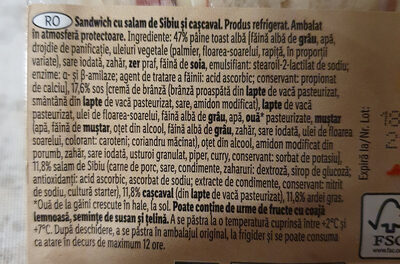 RO Sandwich cu salam de Sibiu și cașcaval. Produs refrigerat. Ambalat
în atmosferă protectoare. Ingrediente: 47% pâine toast albă (făină albă de grâu, apă,
drojdie de panificație, uleiuri vegetale (palmier, floarea-soarelui, rapiță, în proporții
variate), sare iodată, zahăr, zer praf, făină de soia, emulsifiant: stearoil-2-lactilat de sodiu;
enzime: α- și β-amilaze; agent de tratare a făinii: acid ascorbic; conservant: propionat
de calciu), 17,6% sos (cremă de brânză (brânză proaspătă din lapte de vacă pasteurizat,
smântână din lapte de vacă pasteurizat, sare, amidon modificat), lapte de vacă
pasteurizat, ulei de floarea-soarelui, făină albă de grâu, apă, ouă* pasteurizate, muștar
(apă, făină de muștar, oțet din alcool, făină albă de grâu, zahăr, sare iodată, ulei de floarea
soarelui, colorant: caroteni; coriandru măcinat), oțet din alcool, amidon modificat din
porumb, zahăr, sare iodată, usturoi granulat, piper, curry, conservant: sorbat de potasiu),
11,8% salam de Sibiu (carne de porc, sare, condimente, zaharuri: dextroză, sirop de glucoză;
antioxidanți: acid ascorbic, ascorbat de sodiu; extracte de condimente, conservant: nitrit
de sodiu, cultura starter), 11,8% cascaval (din lapte de vacă pasteurizat), 11,8% ardei gras.
*Ouă de la găini crescute în hale, pe sol. Poate conține de urme de fructe cu coajă
lemnoasă, semințe de susan și țelină. A se păstra la o temperatură cuprinsă între +2°C și
+7°C. După deschidere, a se păstra în ambalajul original, la frigider și se poate consuma
ca atare în decurs de maximum 12 ore.
Expiră la/Nr. Lot:
FSC